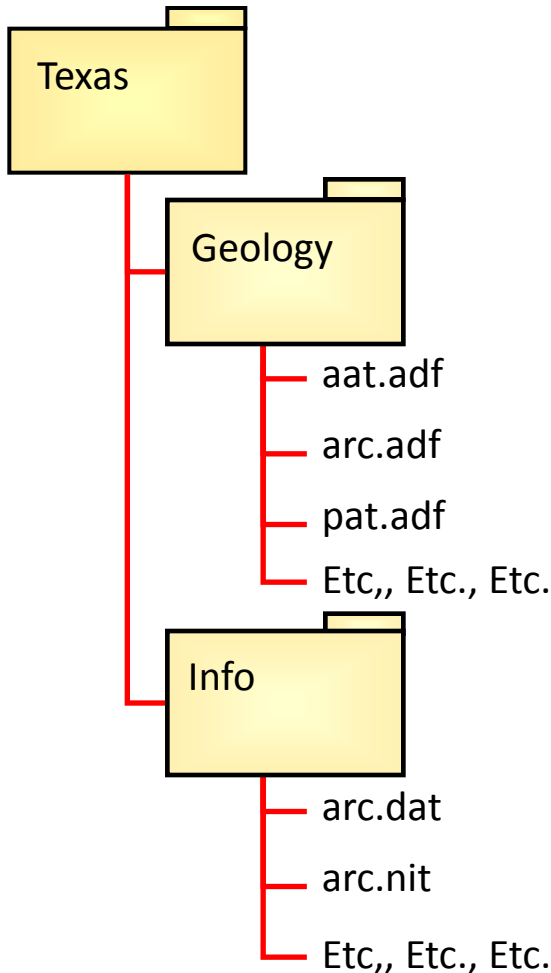 Texas
Geology
aat.adf
arc.adf
pat.adf
Etc,, Etc., Etc.
Info
arc.dat
arc.nit
Etc,, Etc., Etc.